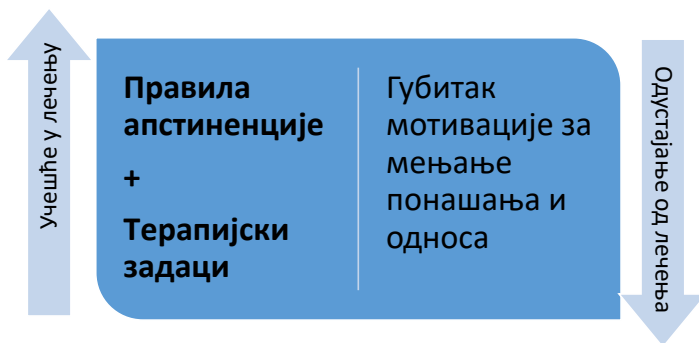 Учешће у лечењу
Правила
апстиненције
+
Терапијски
задаци
Губитак
мотивације за
мењање
понашања и
односа
Одустајање од лечења